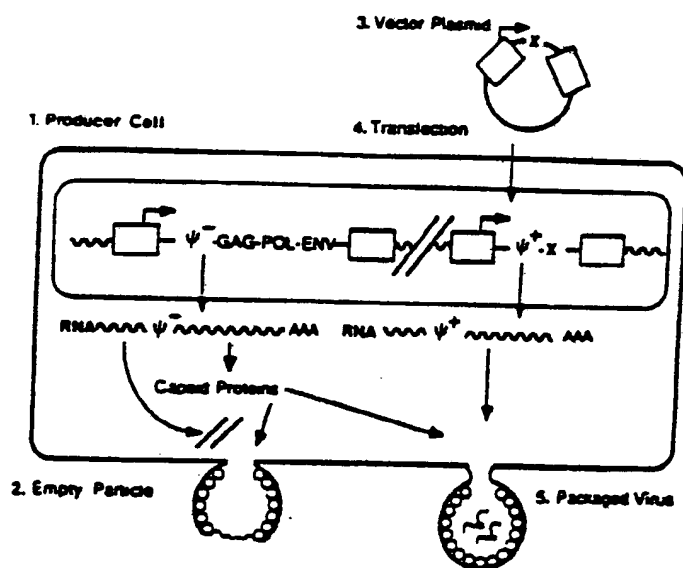 3. Vector Plasmid
X
1. Producer Cell
4. Transfection
ψ⁻-GAG-POL-ENV
ψ⁺-X
RNA ψ⁻ AAA
RNA ψ⁺ AAA
Capsid Proteins
2. Empty Particle
5. Packaged Virus